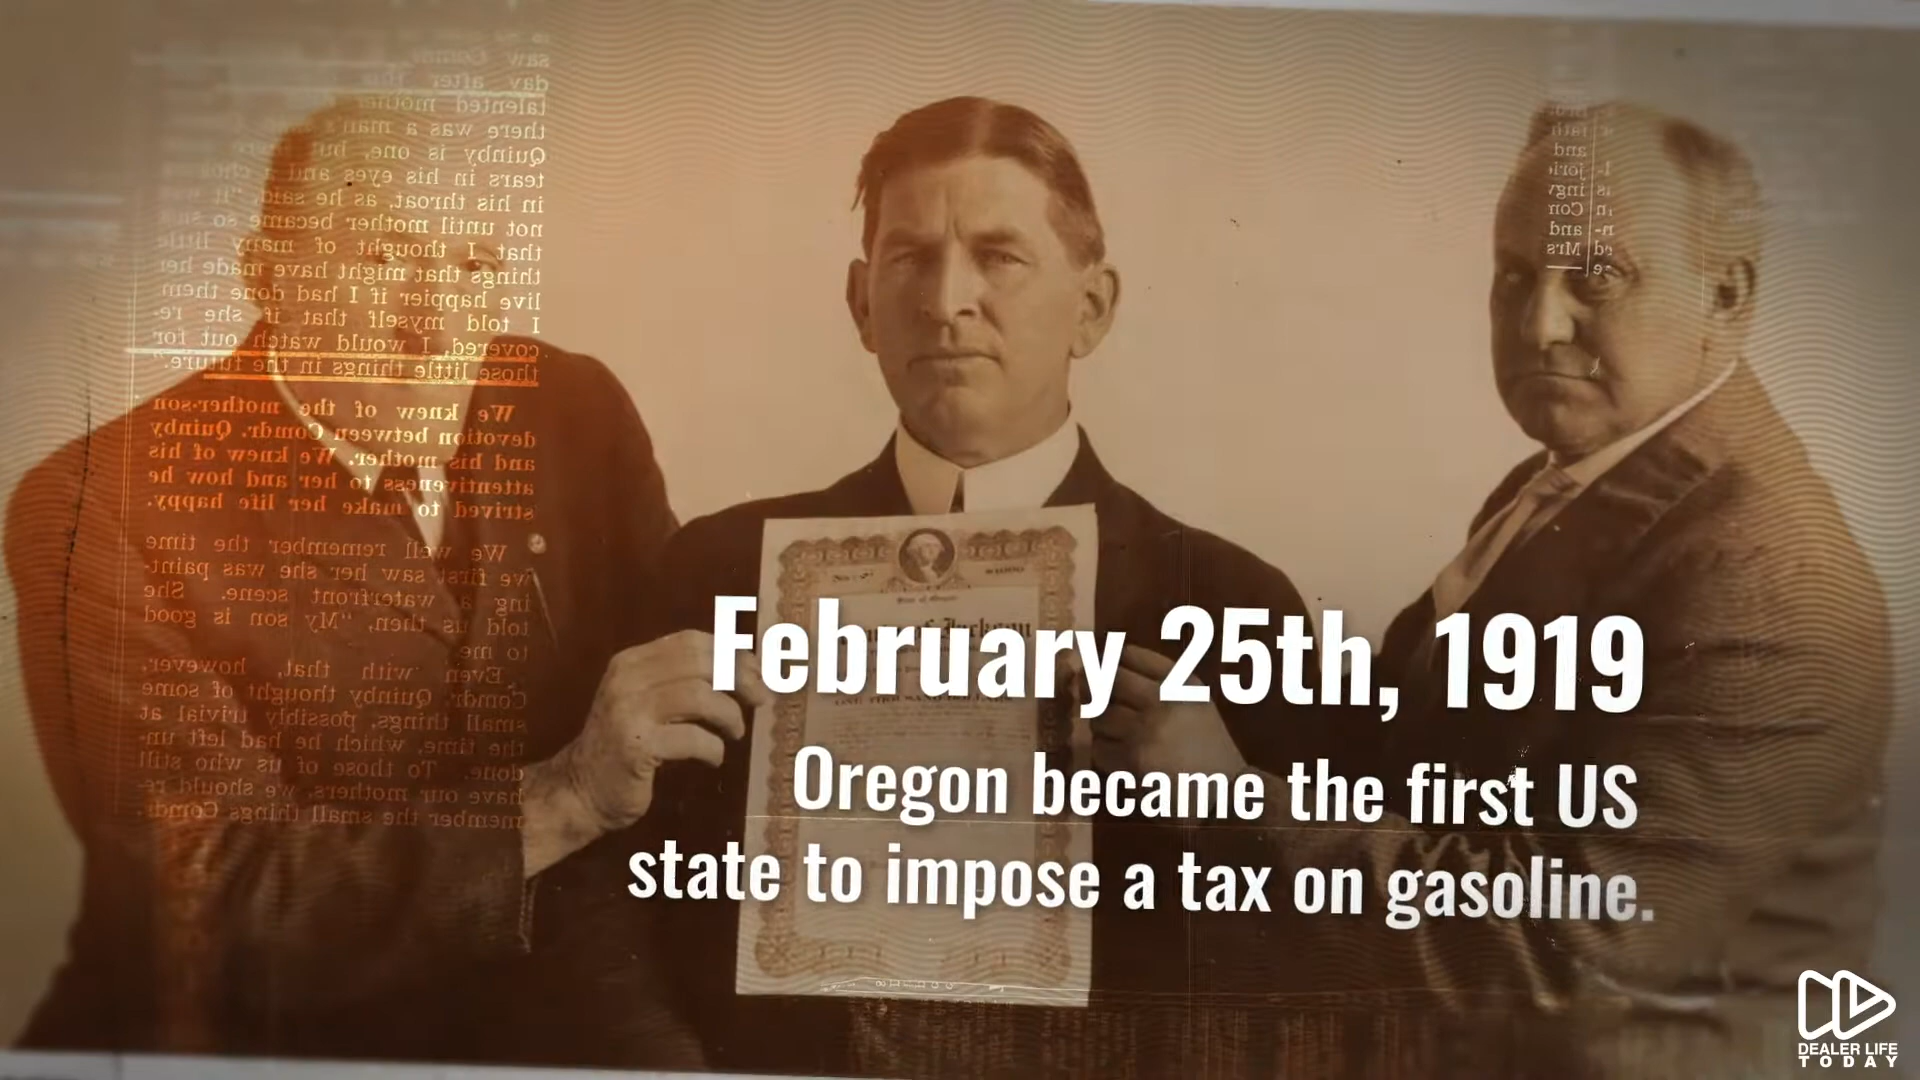 saw Comdr.
day after this
talented mother
there was a man's
Quinby is one, but there
tears in his eyes and a chok
in his throat, as he said, "it was
not until mother became so
that I thought of many little
things that might have made her
live happier if I had done them
I told myself that if she re-
covered, I would watch out for
those little things in the future."
We knew of the mother-son
devotion between Comdr. Quinby
and his mother. We knew of his
attentiveness to her and how he
strived to make her life happy.
We well remember the time
we first saw her she was paint-
ing a waterfront scene. She
told us then, "My son is good
to me.
Even with that, however,
Comdr. Quinby thought of some
small things, possibly trivial at
the time, which he had left un-
done. To those of us who still
have our mothers, we should re-
member the small things Comdr.
and
Con
and
Mrs
February 25th, 1919
Oregon became the first US
state to impose a tax on gasoline.
DEALER LIFE
TODAY